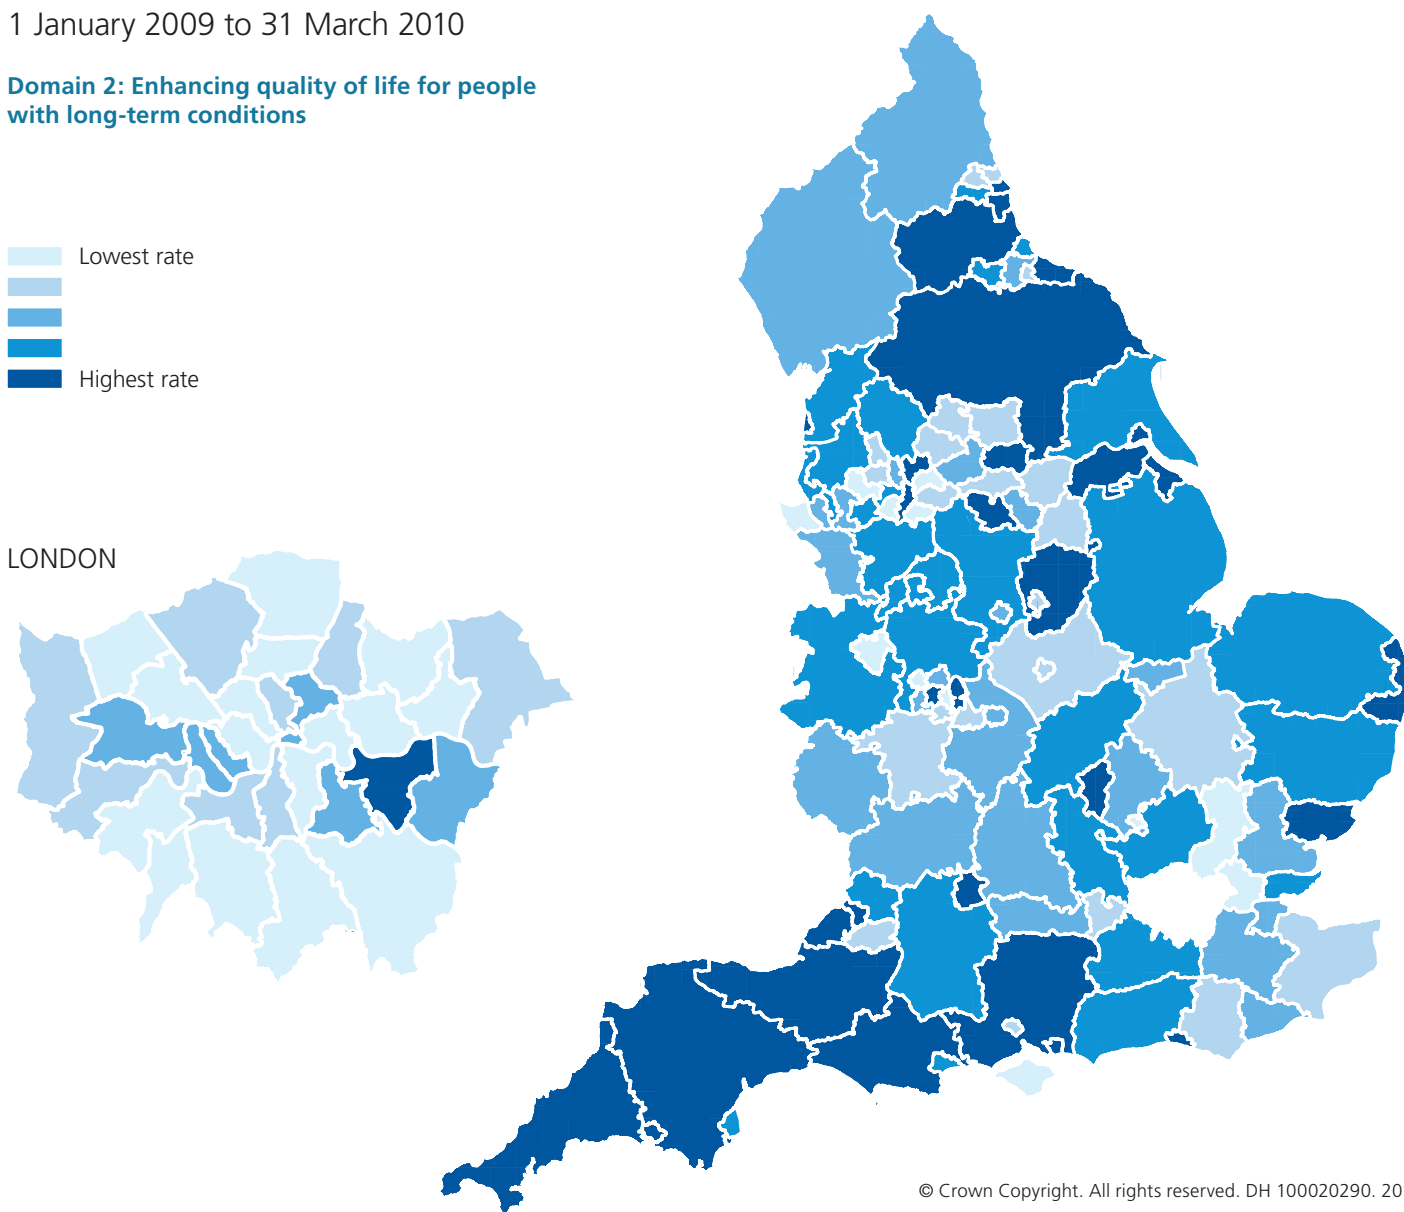 1 January 2009 to 31 March 2010
Domain 2: Enhancing quality of life for people
with long-term conditions
Lowest rate
Highest rate
LONDON
© Crown Copyright. All rights reserved. DH 100020290. 20